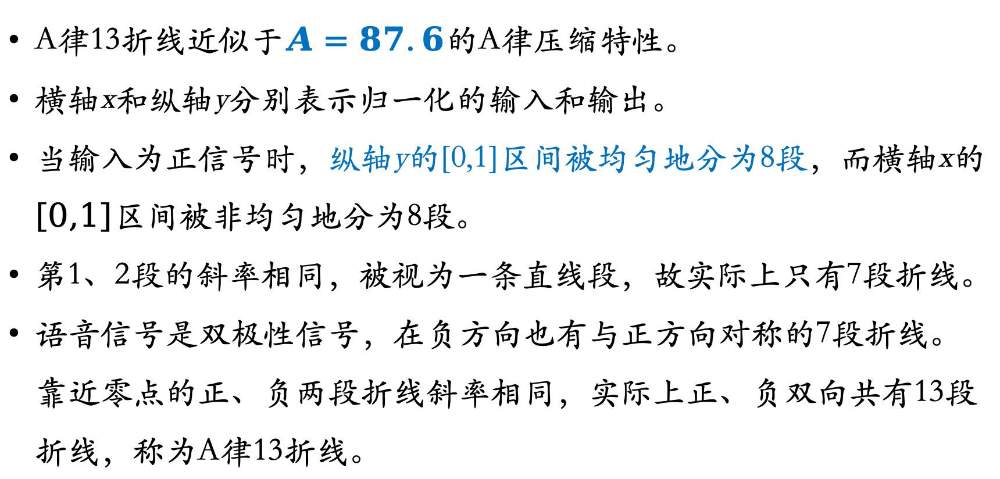 • A律13折线近似于A = 87.6的A律压缩特性。
• 横轴x和纵轴y分别表示归一化的输入和输出。
• 当输入为正信号时，纵轴y的[0,1]区间被均匀地分为8段，而横轴x的
[0,1]区间被非均匀地分为8段。
• 第1、2段的斜率相同，被视为一条直线段，故实际上只有7段折线。
• 语音信号是双极性信号，在负方向也有与正方向对称的7段折线。
靠近零点的正、负两段折线斜率相同，实际上正、负双向共有13段
折线，称为A律13折线。